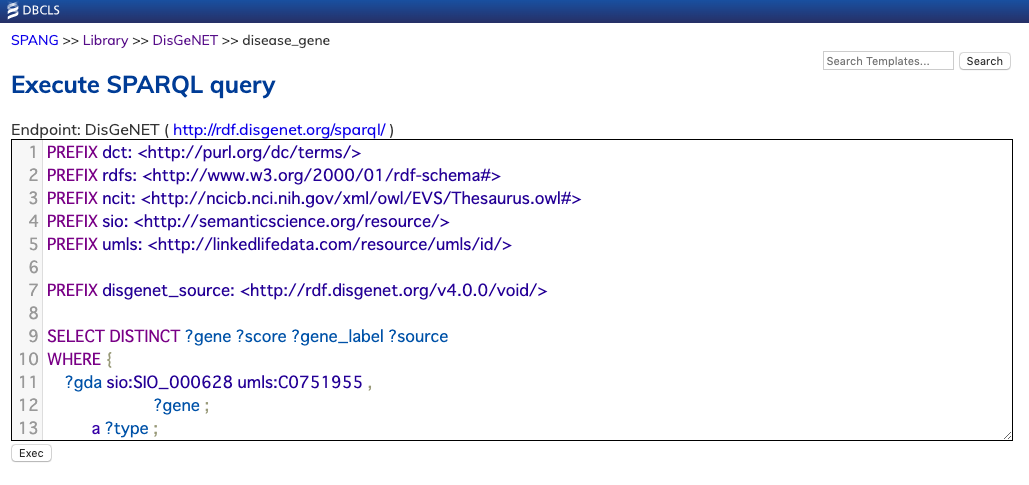 DBCLS
SPANG >> Library >> DisGeNET >> disease_gene
Search Templates... Search
Execute SPARQL query
Endpoint: DisGeNET ( http://rdf.disgenet.org/sparql/ )
1 PREFIX dct: <http://purl.org/dc/terms/>
2 PREFIX rdfs: <http://www.w3.org/2000/01/rdf-schema#>
3 PREFIX ncit: <http://ncicb.nci.nih.gov/xml/owl/EVS/Thesaurus.owl#>
4 PREFIX sio: <http://semanticscience.org/resource/>
5 PREFIX umls: <http://linkedlifedata.com/resource/umls/id/>
6
7 PREFIX disgenet_source: <http://rdf.disgenet.org/v4.0.0/void/>
8
9 SELECT DISTINCT ?gene ?score ?gene_label ?source
10 WHERE {
11 ?gda sio:SIO_000628 umls:C0751955 ,
12 ?gene ;
13 a ?type ;
Exec